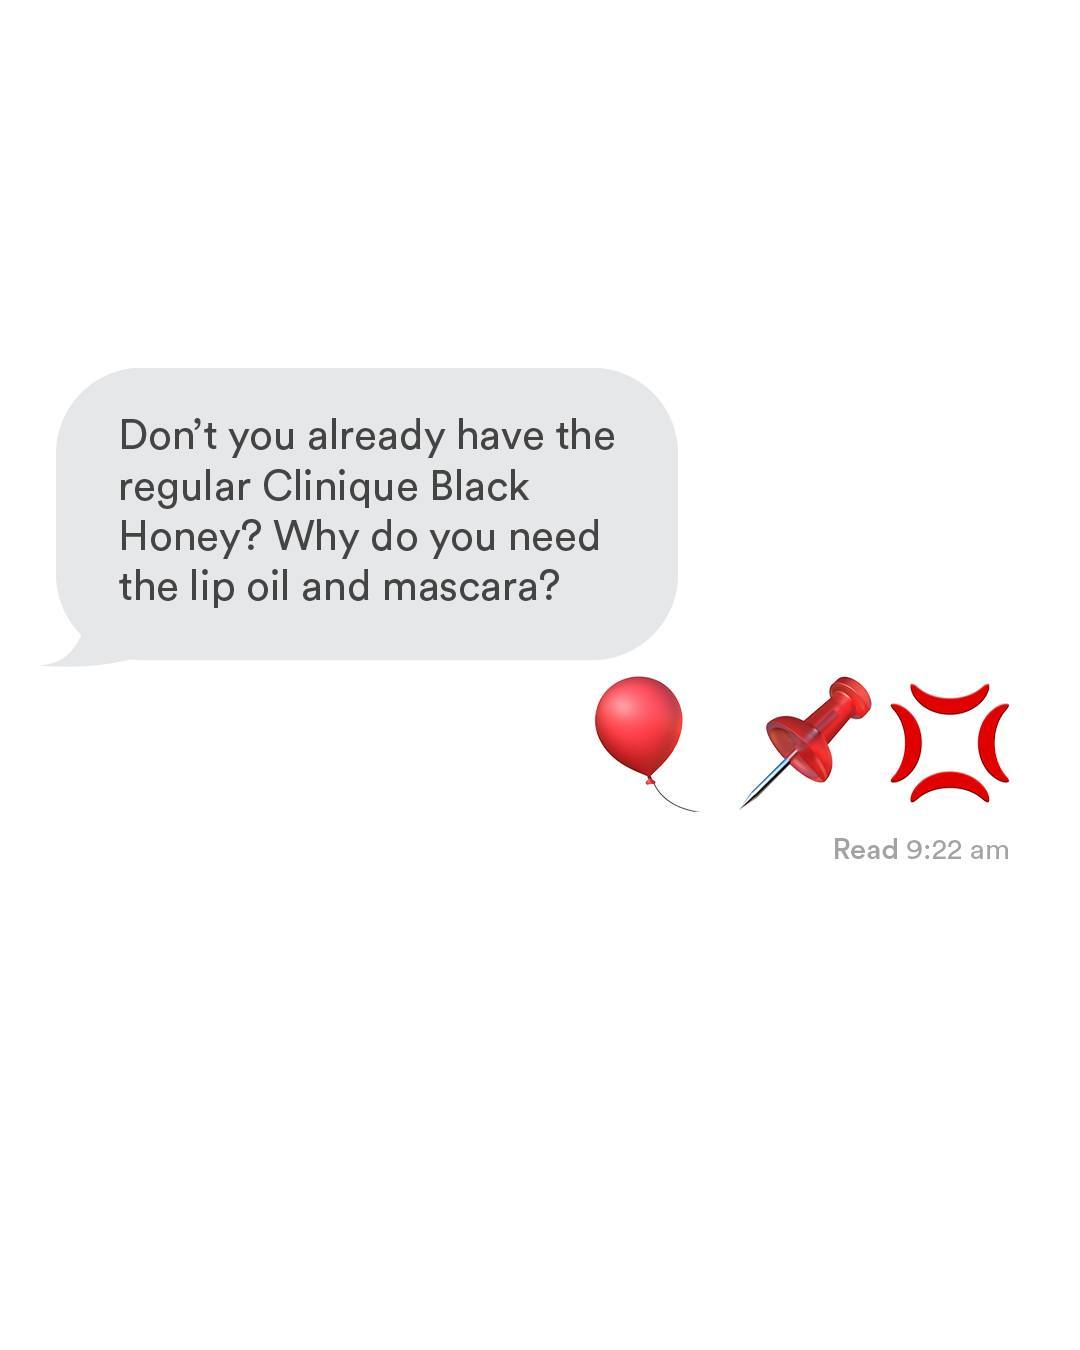 Don’t you already have the
regular Clinique Black
Honey? Why do you need
the lip oil and mascara?
Read 9:22 am